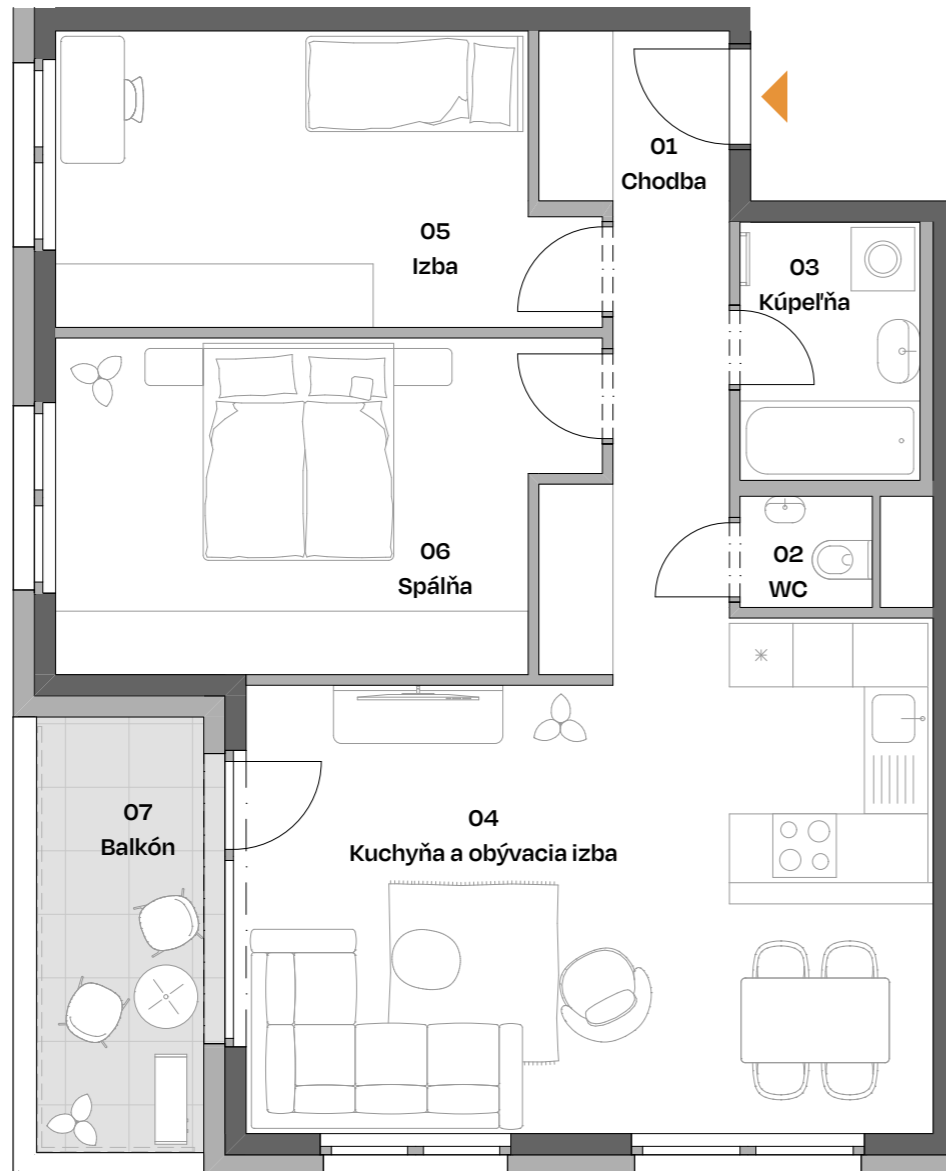 01
Chodba
05
Izba
03
Kúpeľňa
06
Spálňa
02
WC
07
Balkón
04
Kuchyňa a obývacia izba